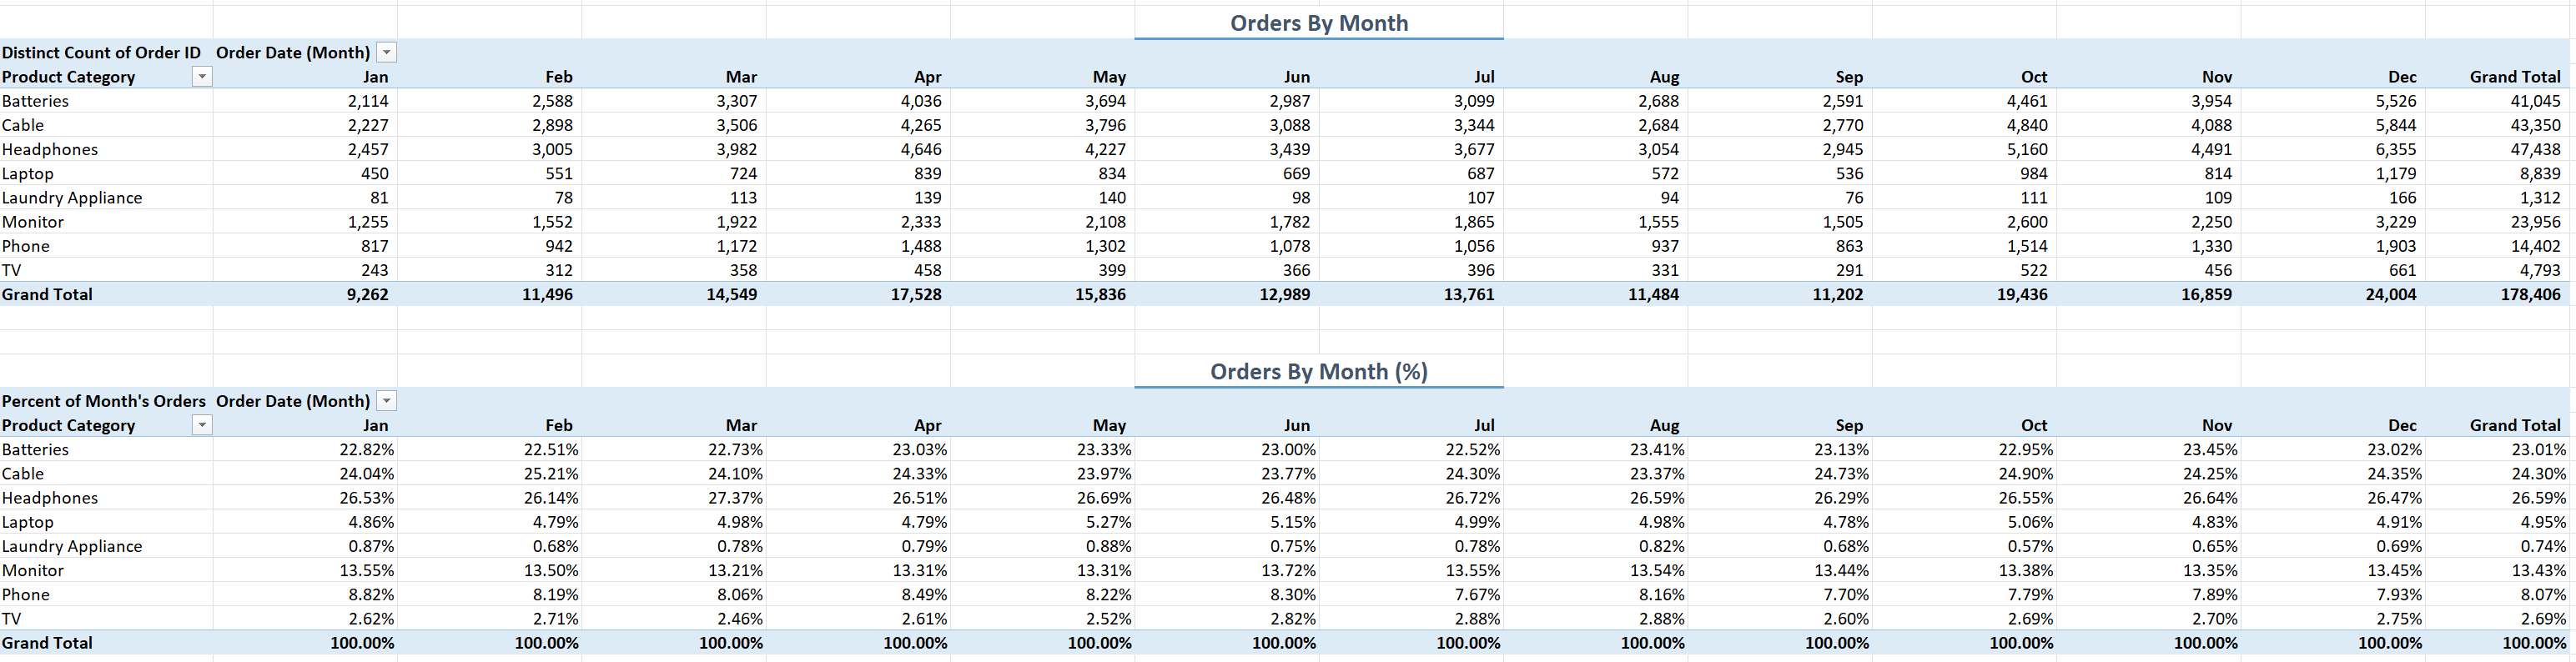 Orders By Month
Distinct Count of Order ID Order Date (Month)
Product Category Jan Feb Mar Apr May Jun Jul Aug Sep Oct Nov Dec Grand Total
Batteries 2,114 2,588 3,307 4,036 3,694 2,987 3,099 2,688 2,591 4,461 3,954 5,526 41,045
Cable 2,227 2,898 3,506 4,265 3,796 3,088 3,344 2,684 2,770 4,840 4,088 5,844 43,350
Headphones 2,457 3,005 3,982 4,646 4,227 3,439 3,677 3,054 2,945 5,160 4,491 6,355 47,438
Laptop 450 551 724 839 834 669 687 572 536 984 814 1,179 8,839
Laundry Appliance 81 78 113 139 140 98 107 94 76 111 109 166 1,312
Monitor 1,255 1,552 1,922 2,333 2,108 1,782 1,865 1,555 1,505 2,600 2,250 3,229 23,956
Phone 817 942 1,172 1,488 1,302 1,078 1,056 937 863 1,514 1,330 1,903 14,402
TV 243 312 358 458 399 366 396 331 291 522 456 661 4,793
Grand Total 9,262 11,496 14,549 17,528 15,836 12,989 13,761 11,484 11,202 19,436 16,859 24,004 178,406
Orders By Month (%)
Percent of Month's Orders Order Date (Month)
Product Category Jan Feb Mar Apr May Jun Jul Aug Sep Oct Nov Dec Grand Total
Batteries 22.82% 22.51% 22.73% 23.03% 23.33% 23.00% 22.52% 23.41% 23.13% 22.95% 23.45% 23.02% 23.01%
Cable 24.04% 25.21% 24.10% 24.33% 23.97% 23.77% 24.30% 23.37% 24.73% 24.90% 24.25% 24.35% 24.30%
Headphones 26.53% 26.14% 27.37% 26.51% 26.69% 26.48% 26.72% 26.59% 26.29% 26.55% 26.64% 26.47% 26.59%
Laptop 4.86% 4.79% 4.98% 4.79% 5.27% 5.15% 4.99% 4.98% 4.78% 5.06% 4.83% 4.91% 4.95%
Laundry Appliance 0.87% 0.68% 0.78% 0.79% 0.88% 0.75% 0.78% 0.82% 0.68% 0.57% 0.65% 0.69% 0.74%
Monitor 13.55% 13.50% 13.21% 13.31% 13.31% 13.72% 13.55% 13.54% 13.44% 13.38% 13.35% 13.45% 13.43%
Phone 8.82% 8.19% 8.06% 8.49% 8.22% 8.30% 7.67% 8.16% 7.70% 7.79% 7.89% 7.93% 8.07%
TV 2.62% 2.71% 2.46% 2.61% 2.52% 2.82% 2.88% 2.88% 2.60% 2.69% 2.70% 2.75% 2.69%
Grand Total 100.00% 100.00% 100.00% 100.00% 100.00% 100.00% 100.00% 100.00% 100.00% 100.00% 100.00% 100.00% 100.00%